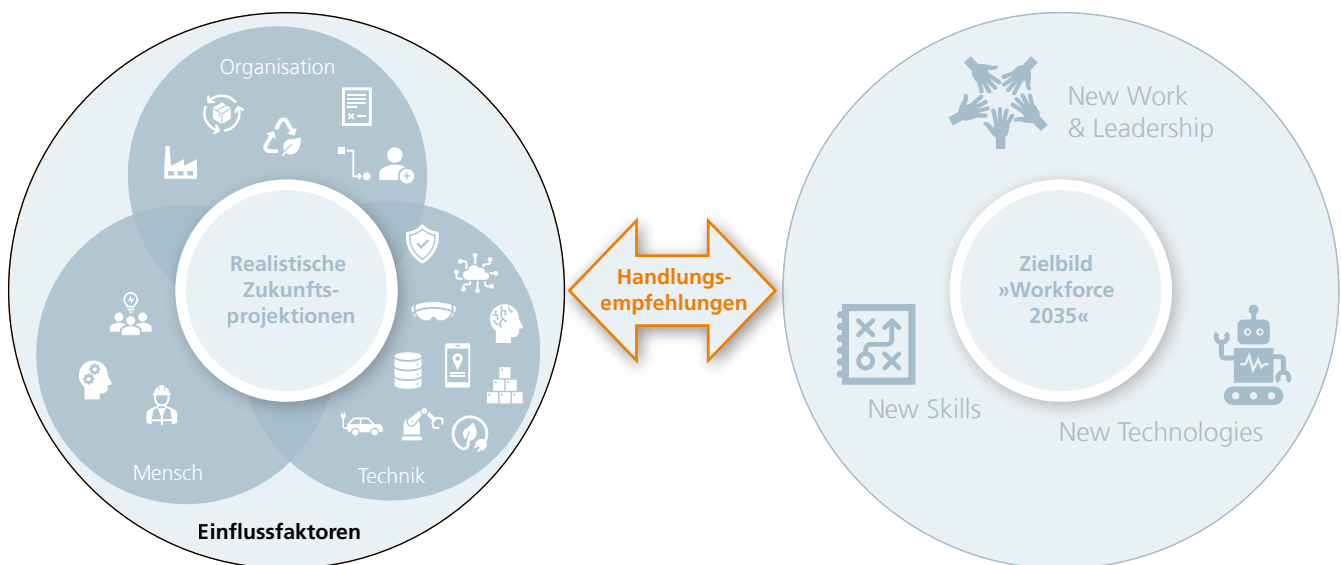 Organisation
Realistische
Zukunfts-
projektionen
Mensch
Technik
Einflussfaktoren
Handlungs-
empfehlungen
New Work
& Leadership
Zielbild
»Workforce
2035«
New Skills
New Technologies